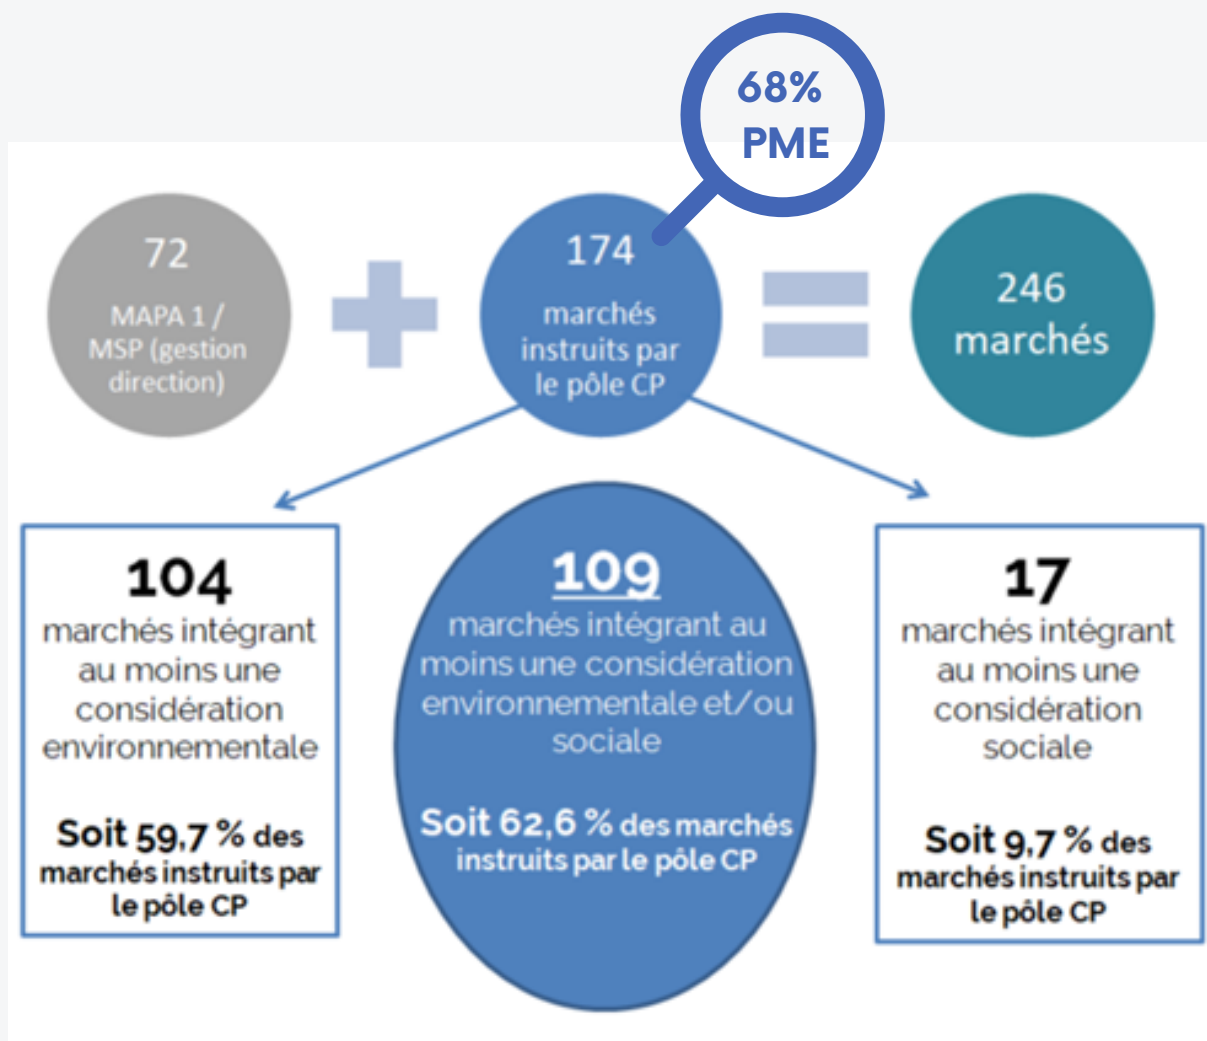 68%
PME
72
MAPA 1 /
MSP (gestion
direction)
174
marchés
instruits par
le pôle CP
246
marchés
104
marchés intégrant
au moins une
considération
environnementale
Soit 59,7 % des
marchés instruits par
le pôle CP
109
marchés intégrant au
moins une considération
environnementale et/ou
sociale
Soit 62,6 % des marchés
instruits par le pôle CP
17
marchés intégrant
au moins une
considération
sociale
Soit 9,7 % des
marchés instruits par
le pôle CP